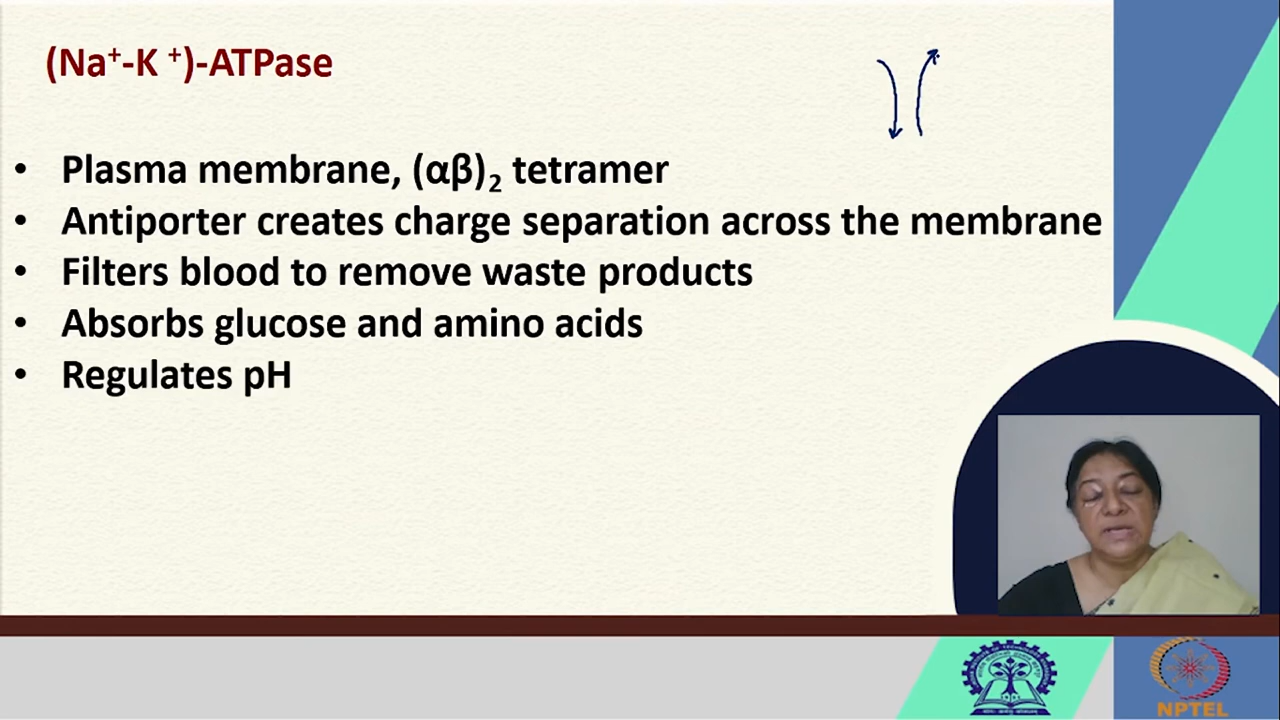 (Na⁺-K ⁺)-ATPase
• Plasma membrane, (αβ)₂ tetramer
• Antiporter creates charge separation across the membrane
• Filters blood to remove waste products
• Absorbs glucose and amino acids
• Regulates pH
NPTEL